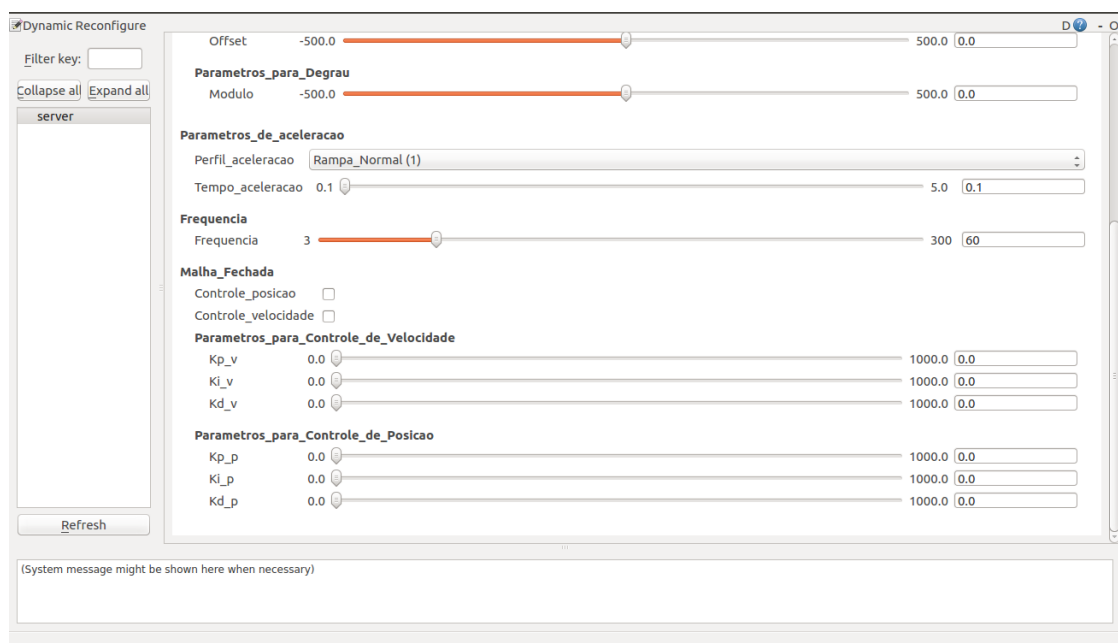 Dynamic Reconfigure D ? - O
Filter key:
Collapse all Expand all
server
Refresh
Offset -500.0 500.0 0.0
Parametros_para_Degrau
Modulo -500.0 500.0 0.0
Parametros_de_aceleracao
Perfil_aceleracao Rampa_Normal (1)
Tempo_aceleracao 0.1 5.0 0.1
Frequencia
Frequencia 3 300 60
Malha_Fechada
Controle_posicao
Controle_velocidade
Parametros_para_Controle_de_Velocidade
Kp_v 0.0 1000.0 0.0
Ki_v 0.0 1000.0 0.0
Kd_v 0.0 1000.0 0.0
Parametros_para_Controle_de_Posicao
Kp_p 0.0 1000.0 0.0
Ki_p 0.0 1000.0 0.0
Kd_p 0.0 1000.0 0.0
(System message might be shown here when necessary)